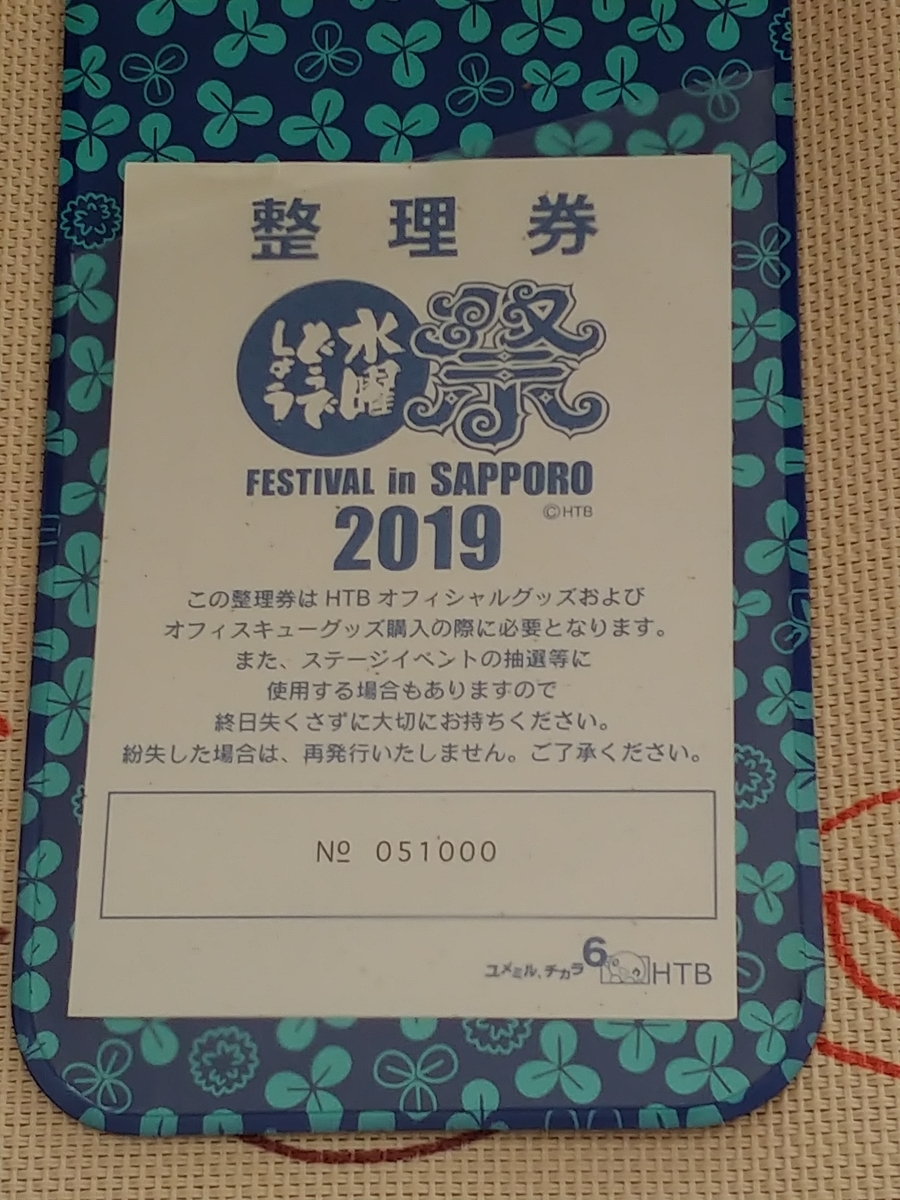 整理券
水曜どうでしょう祭
FESTIVAL in SAPPORO
2019
©HTB
この整理券は HTB オフィシャルグッズおよび
オフィスキューグッズ購入の際に必要となります。
また、ステージイベントの抽選等に
使用する場合もありますので
終日失くさずに大切にお持ちください。
紛失した場合は、再発行いたしません。ご了承ください。
№ 051000
ユメミル、チカラ 6 HTB